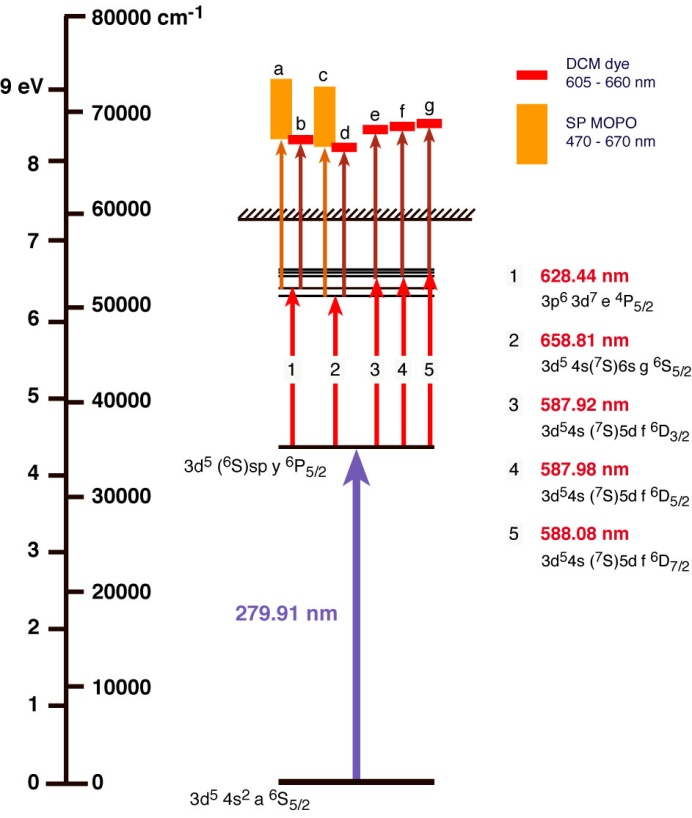 80000 cm⁻¹
9 eV
70000
8
60000
7
50000
6
5
40000
4
30000
3
20000
2
1
10000
0
0
a
b
c
d
e
f
g
DCM dye
605 - 660 nm
SP MOPO
470 - 670 nm
1
2
3
4
5
3d⁵ (⁶S)sp y ⁶P₅/₂
279.91 nm
3d⁵ 4s² a ⁶S₅/₂
1 628.44 nm
3p⁶ 3d⁷ e ⁴P₅/₂
2 658.81 nm
3d⁵ 4s(⁷S)6s g ⁶S₅/₂
3 587.92 nm
3d⁵4s (⁷S)5d f ⁶D₃/₂
4 587.98 nm
3d⁵4s (⁷S)5d f ⁶D₅/₂
5 588.08 nm
3d⁵4s (⁷S)5d f ⁶D₇/₂